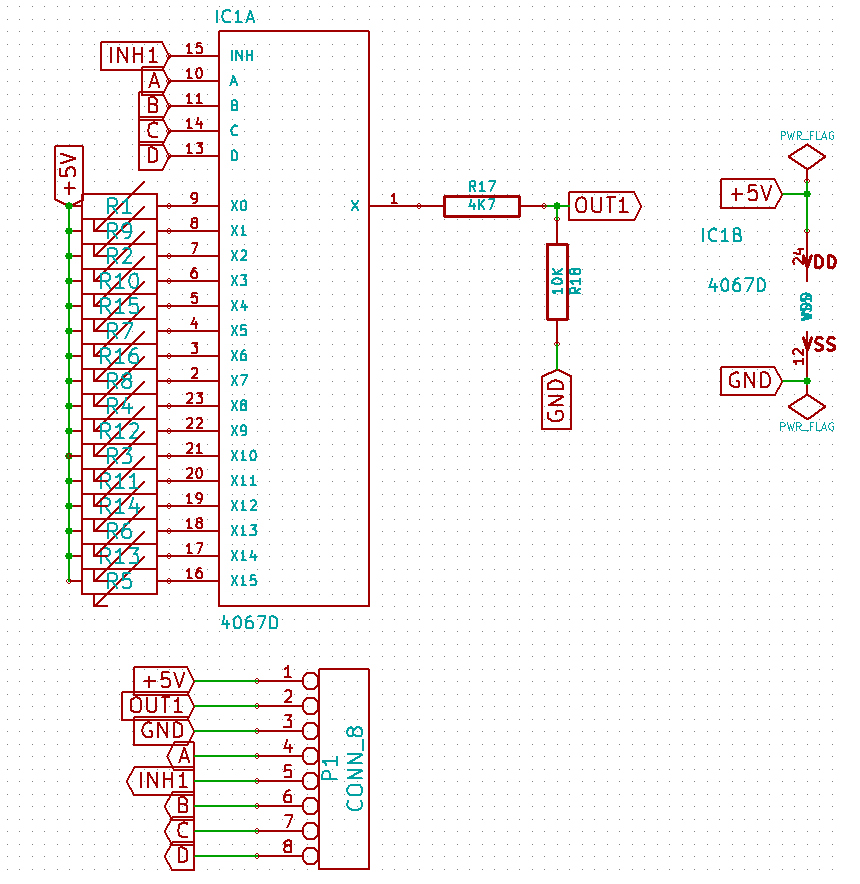 IC1A
INH1 15 INH
A 10 A
B 11 B
C 14 C
D 13 D
+5V
R1 9 X0
R9 8 X1
R2 7 X2
R10 6 X3
R15 5 X4
R7 4 X5
R16 3 X6
R8 2 X7
R4 23 X8
R12 22 X9
R3 21 X10
R11 20 X11
R14 19 X12
R6 18 X13
R13 17 X14
R5 16 X15
4067D
X 1
R17
4K7
OUT1
10K
R18
GND
PWR_FLAG
+5V
IC1B
24
VDD
4067D
VSS
12
GND
PWR_FLAG
+5V 1
OUT1 2
GND 3
A 4
INH1 5
B 6
C 7
D 8
P1
CONN_8